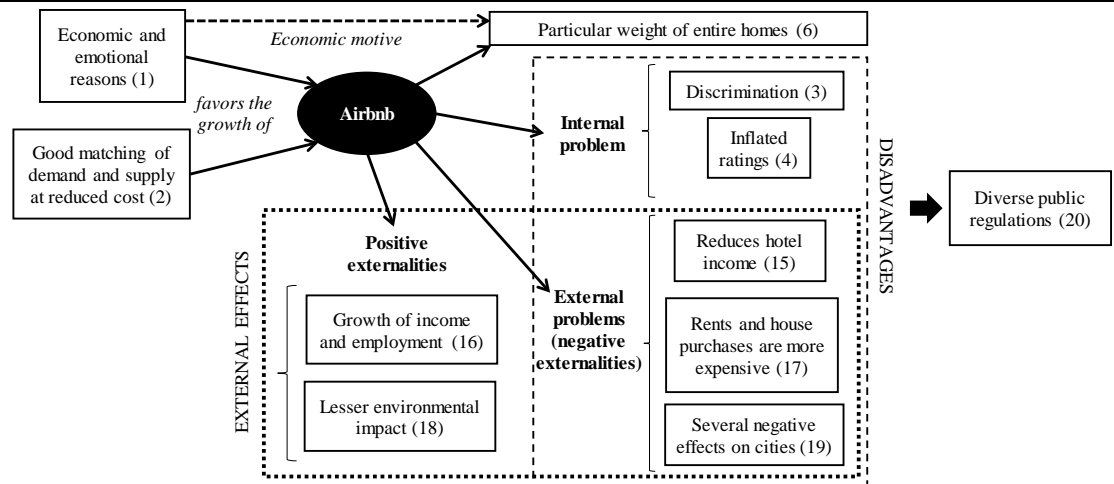 Economic and
emotional
reasons (1)
Economic motive
Particular weight of entire homes (6)
favors the
growth of
Airbnb
Good matching of
demand and supply
at reduced cost (2)
Internal
problem
Discrimination (3)
Inflated
ratings (4)
DISADVANTAGES
Diverse public
regulations (20)
EXTERNAL EFFECTS
Positive
externalities
Growth of income
and employment (16)
Lesser environmental
impact (18)
External
problems
(negative
externalities)
Reduces hotel
income (15)
Rents and house
purchases are more
expensive (17)
Several negative
effects on cities (19)